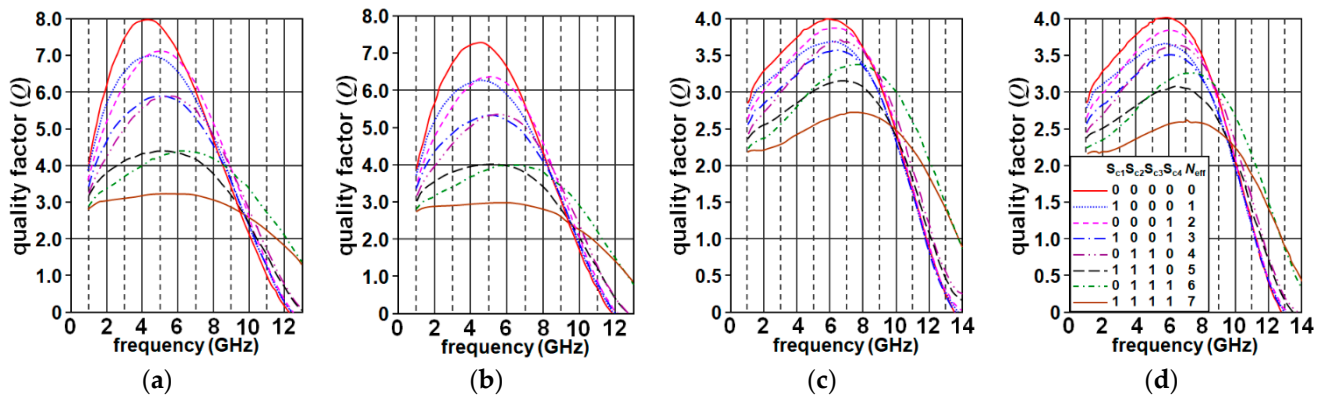 quality factor (Q)
8.0
7.0
6.0
5.0
4.0
3.0
2.0
1.0
0
0 2 4 6 8 10 12
frequency (GHz)
(a)
quality factor (Q)
8.0
7.0
6.0
5.0
4.0
3.0
2.0
1.0
0
0 2 4 6 8 10 12
frequency (GHz)
(b)
quality factor (Q)
4.0
3.5
3.0
2.5
2.0
1.5
1.0
0.5
0
0 2 4 6 8 10 12 14
frequency (GHz)
(c)
quality factor (Q)
4.0
3.5
3.0
2.5
2.0
1.5
1.0
0.5
0
0 2 4 6 8 10 12 14
frequency (GHz)
(d)
Sc1 Sc2 Sc3 Sc4 Neff
0 0 0 0 0
1 0 0 0 1
0 0 0 1 2
1 0 0 1 3
0 1 1 0 4
1 1 1 0 5
0 1 1 1 6
1 1 1 1 7